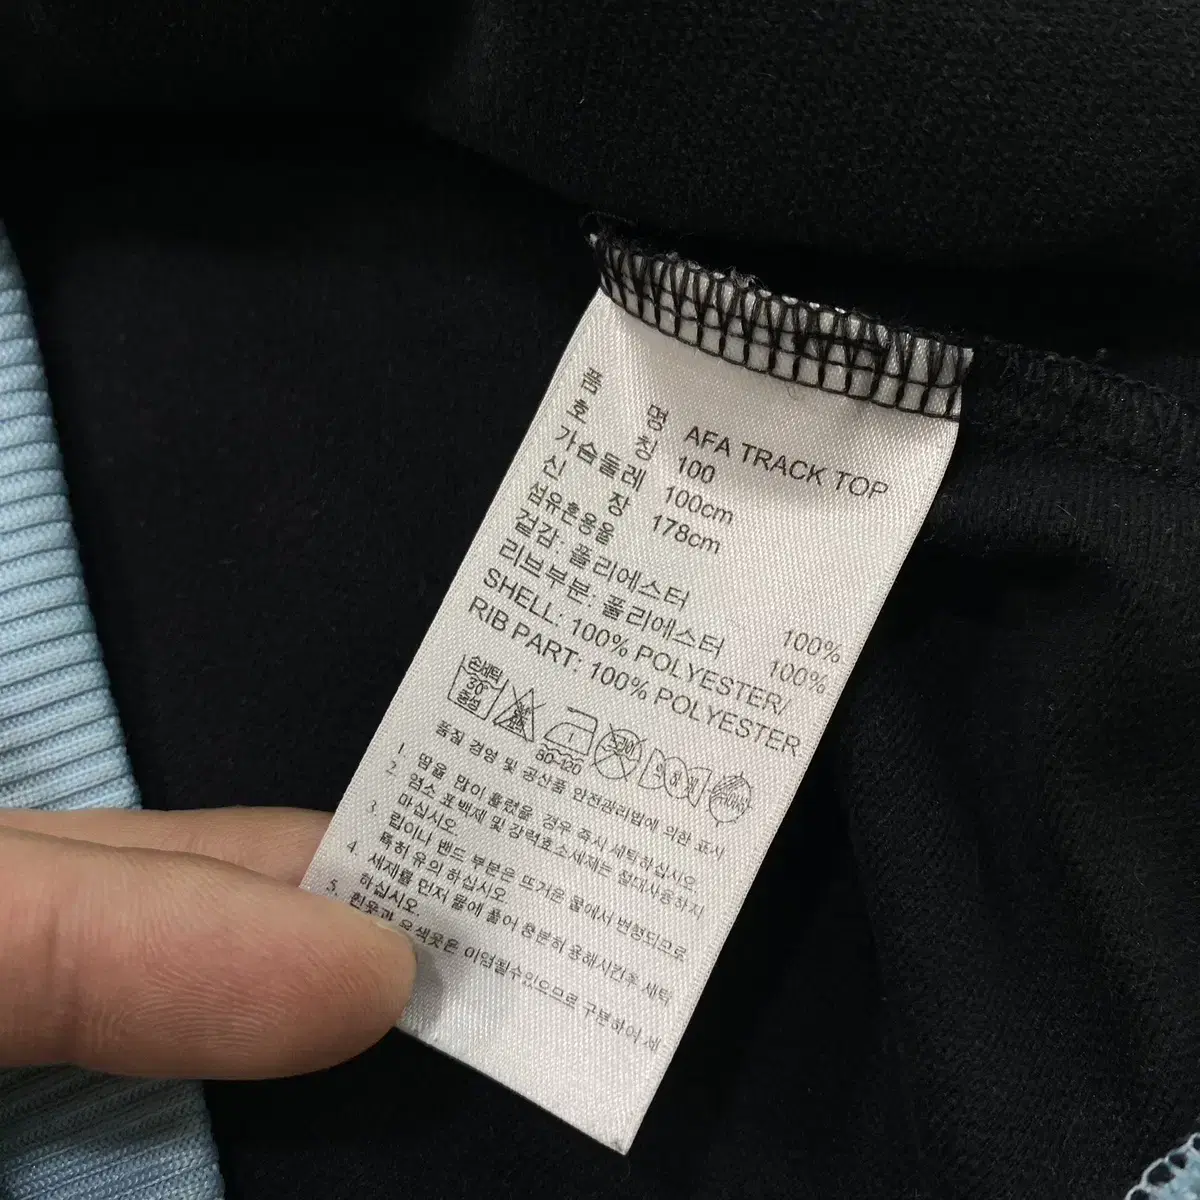 품 명 AFA TRACK TOP
호 칭 100
가슴둘레 100cm
신 장 178cm
섬유혼용율
겉감: 폴리에스터 100%
리브부분: 폴리에스터 100%
SHELL: 100% POLYESTER/
RIB PART: 100% POLYESTER
손세탁
30°
중성
80-120
품질 경영 및 공산품 안전관리법에 의한 표시
1. 땀을 많이 흘렸을 경우 즉시 세탁하십시오
2. 염소 표백제 및 강력효소세제는 절대사용하지
마십시오
3. 립이나 밴드 부분은 뜨거운 물에서 변형되므로
특히 유의 하십시오
4. 세제를 먼저 물에 풀어 충분히 용해시킨후 세탁
하십시오.
5. 흰옷과 색옷은 이염될수있으므로 구분하여 세